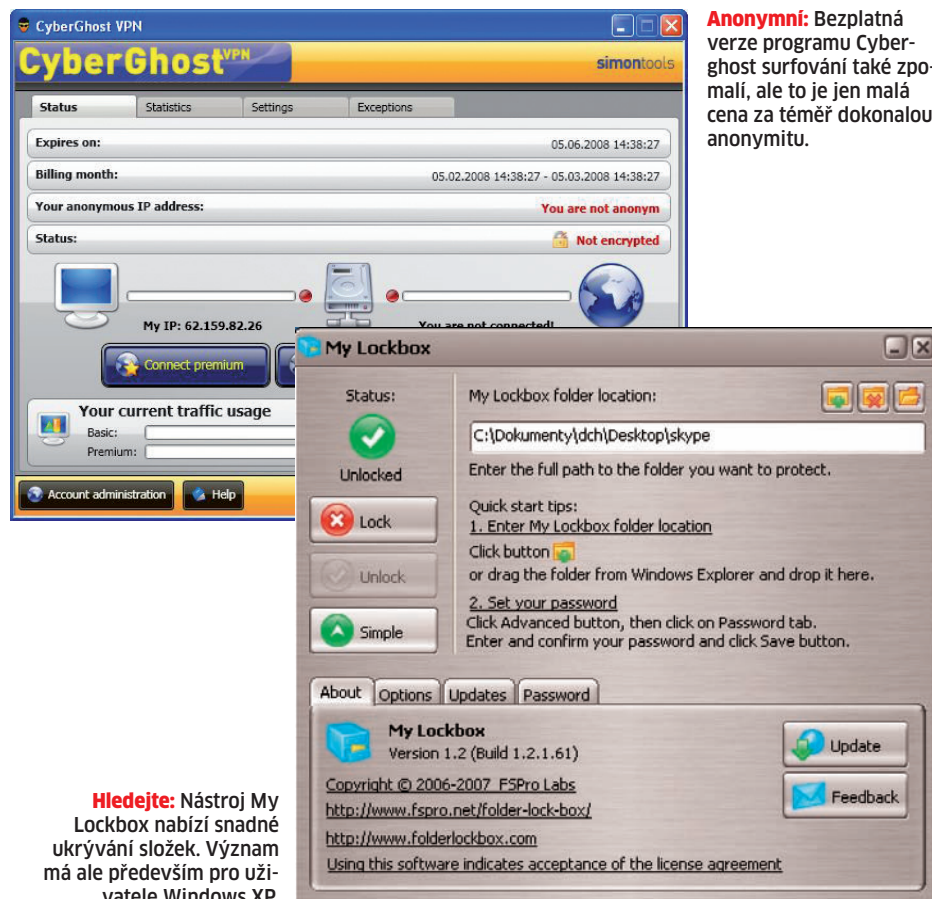 CyberGhost VPN
CyberGhost VPN
simontools
Status Statistics Settings Exceptions
Expires on: 05.06.2008 14:38:27
Billing month: 05.02.2008 14:38:27 - 05.03.2008 14:38:27
Your anonymous IP address: You are not anonym
Status: Not encrypted
My IP: 62.159.82.26 You are not connected!
Connect premium
Your current traffic usage
Basic:
Premium:
Account administration Help
Anonymní: Bezplatná
verze programu Cyber-
ghost surfování také zpo-
malí, ale to je jen malá
cena za téměř dokonalou
anonymitu.
My Lockbox
Status:
Unlocked
Lock
Unlock
Simple
My Lockbox folder location:
C:\Dokumenty\dch\Desktop\skype
Enter the full path to the folder you want to protect.
Quick start tips:
1. Enter My Lockbox folder location
Click button
or drag the folder from Windows Explorer and drop it here.
2. Set your password
Click Advanced button, then click on Password tab.
Enter and confirm your password and click Save button.
About Options Updates Password
My Lockbox
Version 1.2 (Build 1.2.1.61)
Copyright © 2006-2007 FSPro Labs
http://www.fspro.net/folder-lock-box/
http://www.folderlockbox.com
Using this software indicates acceptance of the license agreement
Update
Feedback
Hledejte: Nástroj My
Lockbox nabízí snadné
ukrývání složek. Význam
má ale především pro uži-
vatele Windows XP.